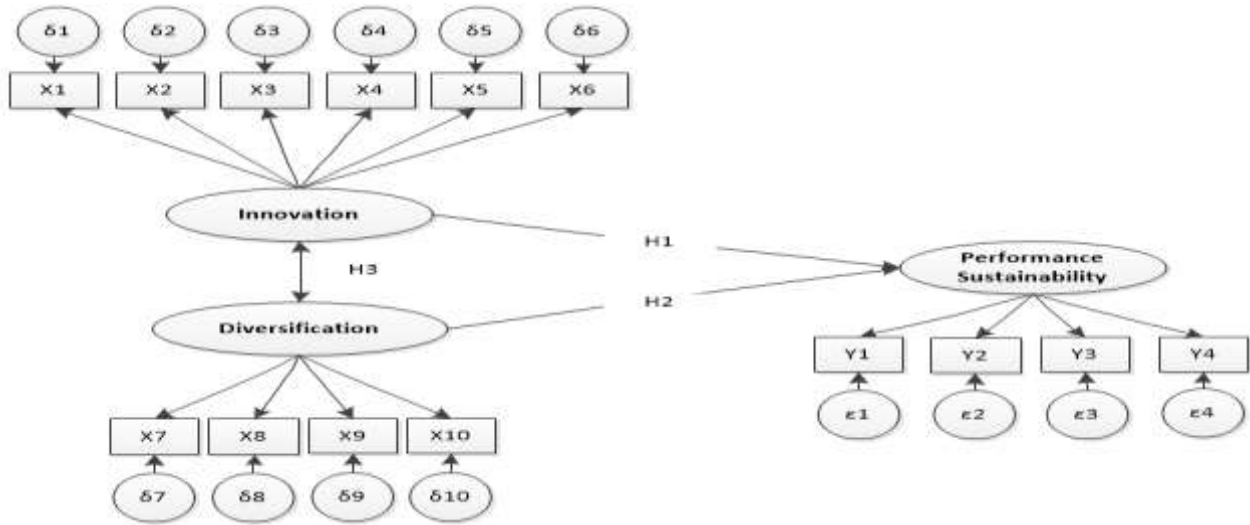 δ1 δ2 δ3 δ4 δ5 δ6
X1 X2 X3 X4 X5 X6
Innovation
H1
H3
Performance
Sustainability
H2
Diversification
Y1 Y2 Y3 Y4
ε1 ε2 ε3 ε4
X7 X8 X9 X10
δ7 δ8 δ9 δ10